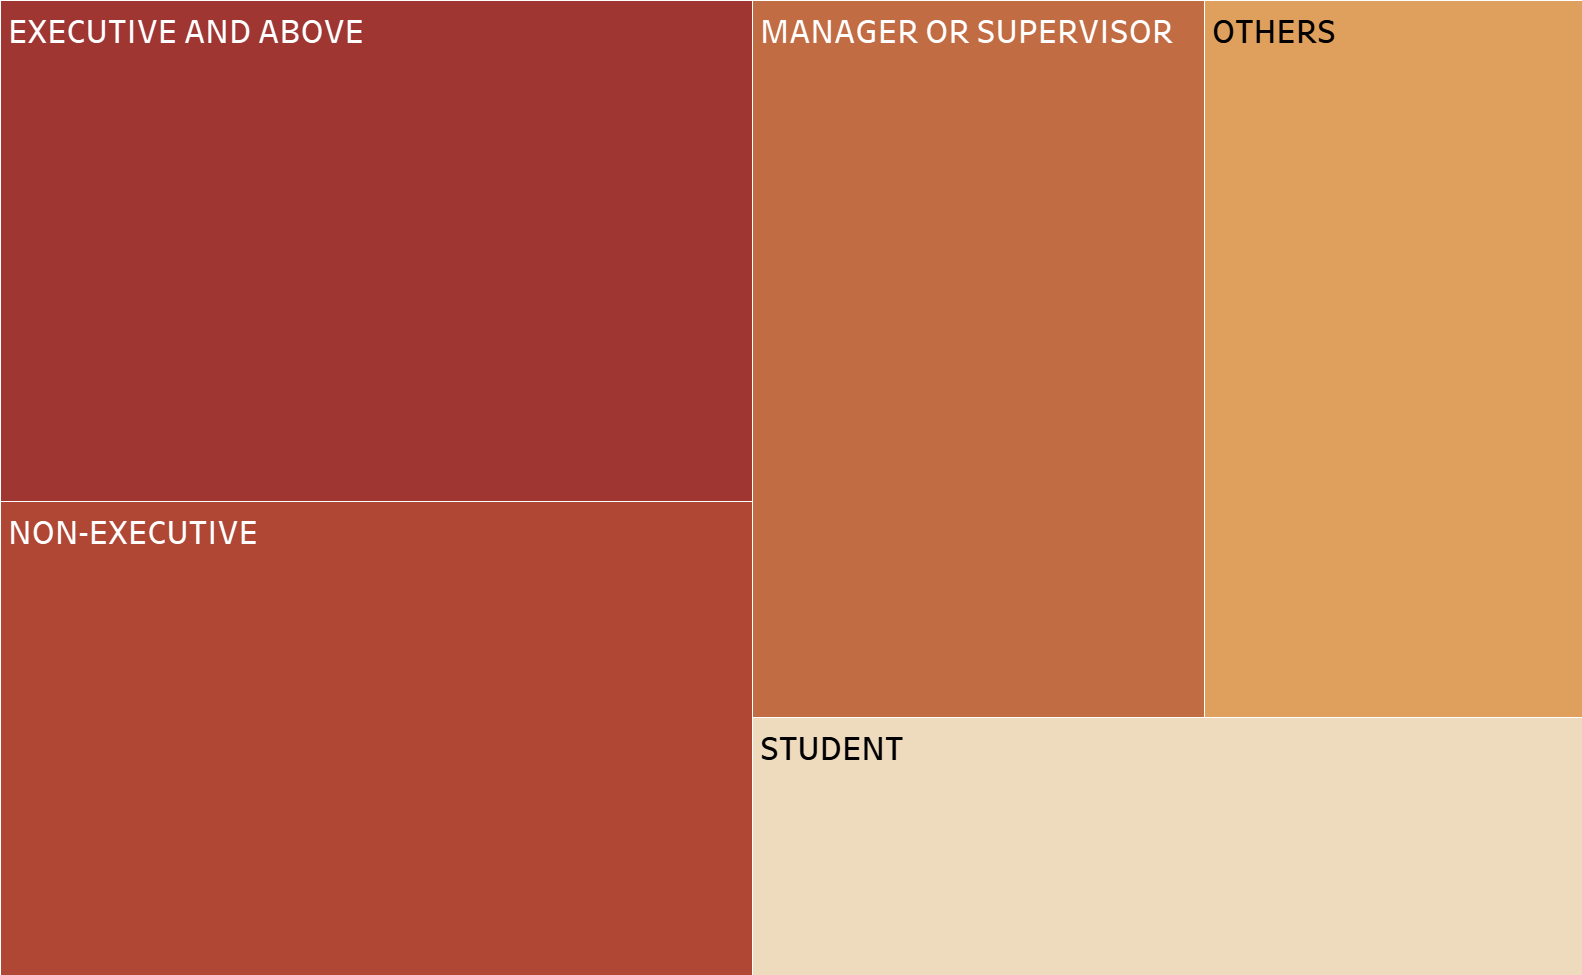 EXECUTIVE AND ABOVE
MANAGER OR SUPERVISOR
OTHERS
NON-EXECUTIVE
STUDENT